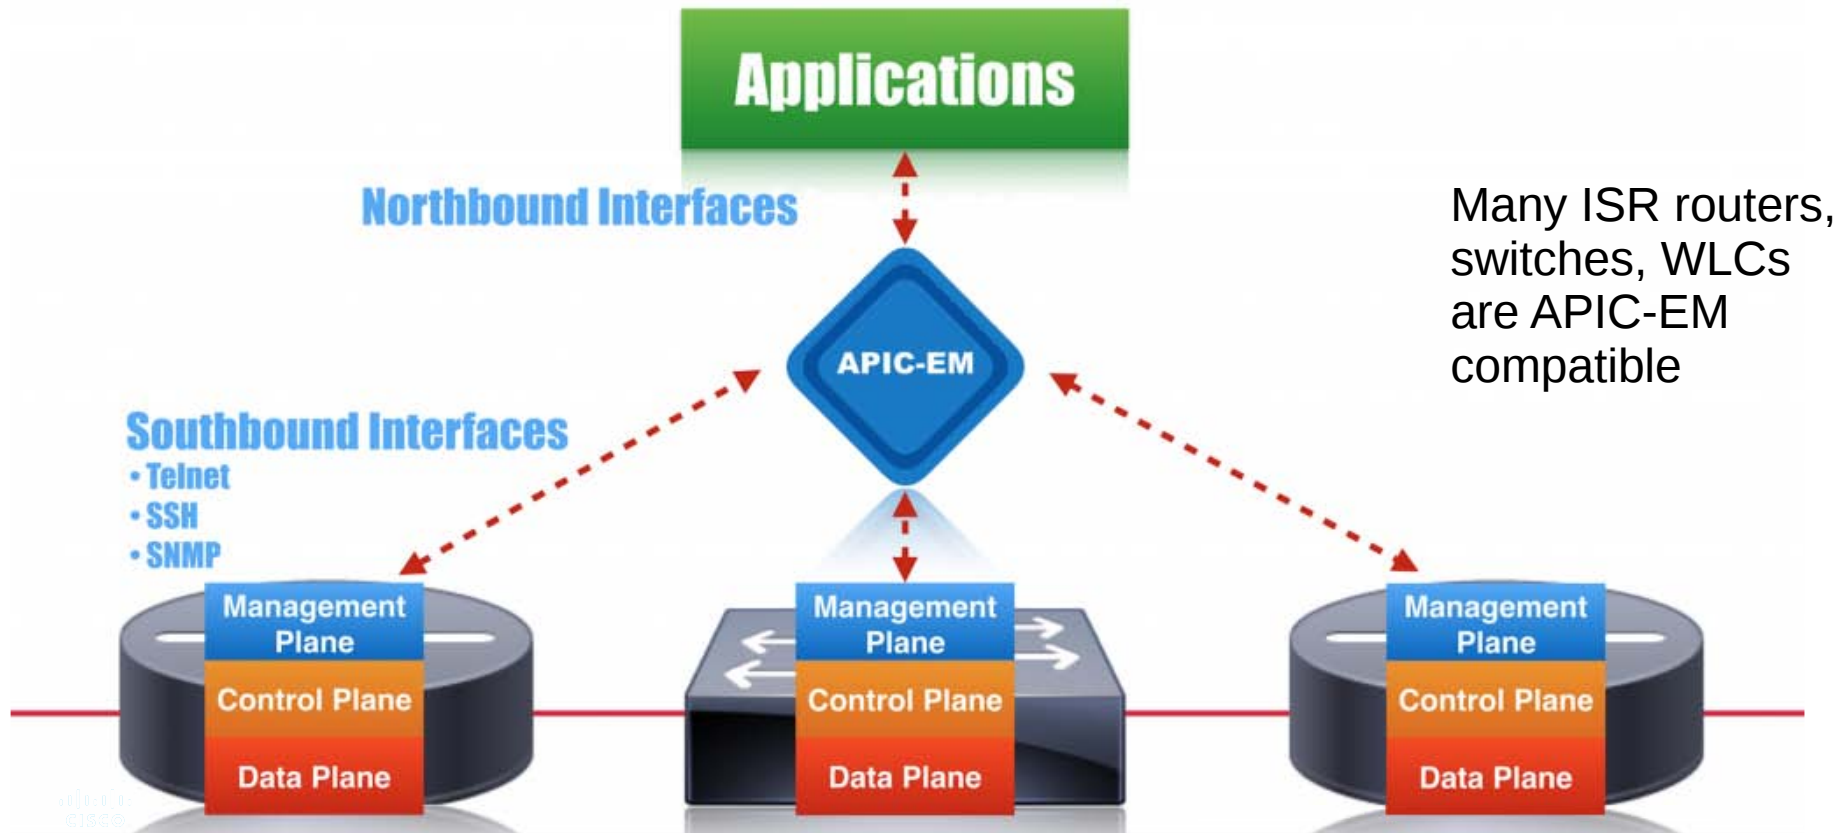 Applications
Northbound Interfaces
Many ISR routers,
switches, WLCs
are APIC-EM
compatible
APIC-EM
Southbound Interfaces
• Telnet
• SSH
• SNMP
Management
Plane
Control Plane
Data Plane
Management
Plane
Control Plane
Data Plane
Management
Plane
Control Plane
Data Plane
CISCO